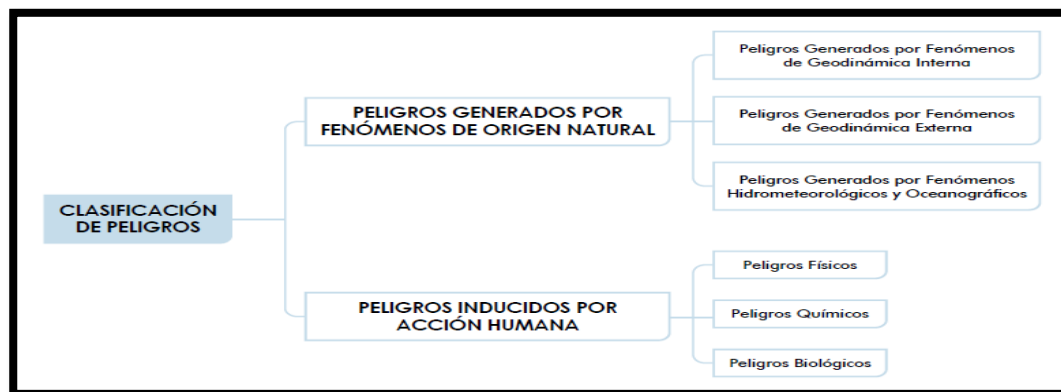 CLASIFICACIÓN
DE PELIGROS
PELIGROS GENERADOS POR
FENÓMENOS DE ORIGEN NATURAL
Peligros Generados por Fenómenos
de Geodinámica Interna
Peligros Generados por Fenómenos
de Geodinámica Externa
Peligros Generados por Fenómenos
Hidrometeorológicos y Oceanográficos
PELIGROS INDUCIDOS POR
ACCIÓN HUMANA
Peligros Físicos
Peligros Químicos
Peligros Biológicos